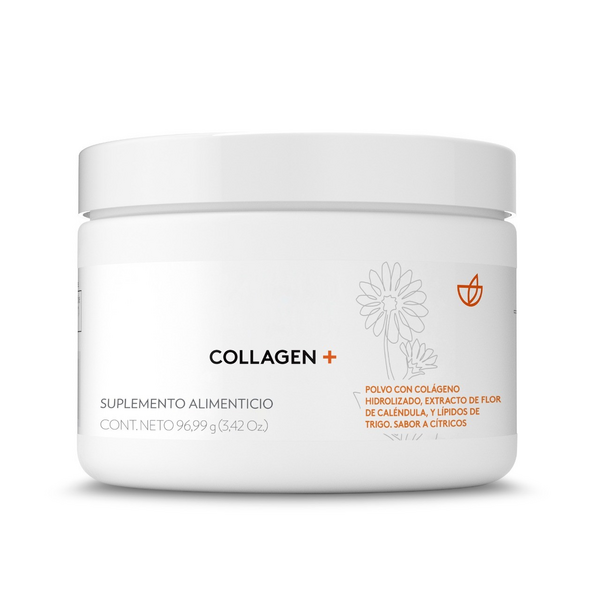 COLLAGEN +
SUPLEMENTO ALIMENTICIO
CONT. NETO 96,99 g (3,42 Oz.)
POLVO CON COLÁGENO
HIDROLIZADO, EXTRACTO DE FLOR
DE CALÉNDULA, Y LÍPIDOS DE
TRIGO. SABOR A CÍTRICOS